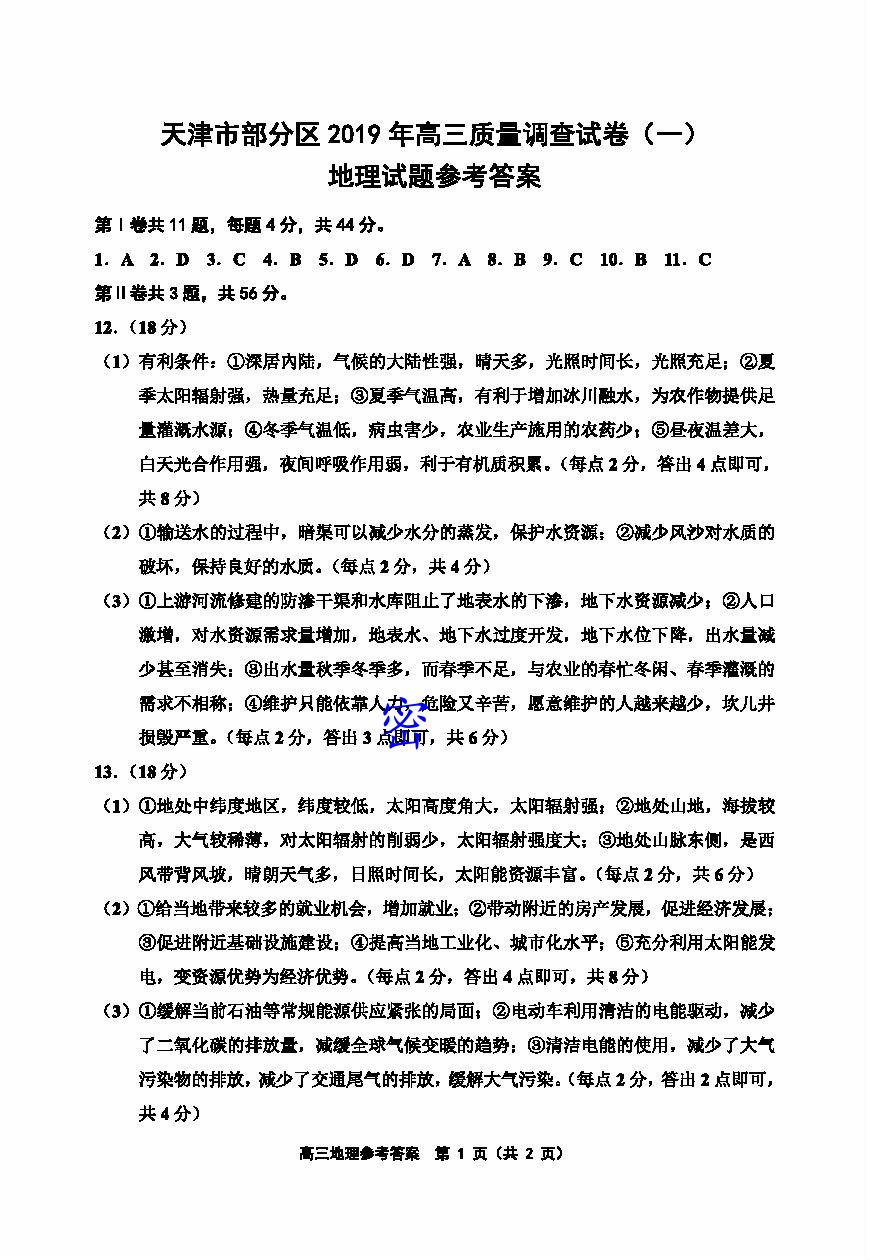 天津市部分区 2019 年高三质量调查试卷（一）
地理试题参考答案
第Ⅰ卷共 11 题，每题 4 分，共 44 分。
1．A 2．D 3．C 4．B 5．D 6．D 7．A 8．B 9．C 10．B 11．C
第Ⅱ卷共 3 题，共 56 分。
12．（18 分）
（1）有利条件：①深居内陆，气候的大陆性强，晴天多，光照时间长，光照充足；②夏
季太阳辐射强，热量充足；③夏季气温高，有利于增加冰川融水，为农作物提供足
量灌溉水源；④冬季气温低，病虫害少，农业生产施用的农药少；⑤昼夜温差大，
白天光合作用强，夜间呼吸作用弱，利于有机质积累。（每点 2 分，答出 4 点即可，
共 8 分）
（2）①输送水的过程中，暗渠可以减少水分的蒸发，保护水资源；②减少风沙对水质的
破坏，保持良好的水质。（每点 2 分，共 4 分）
（3）①上游河流修建的防渗干渠和水库阻止了地表水的下渗，地下水资源减少；②人口
激增，对水资源需求量增加，地表水、地下水过度开发，地下水位下降，出水量减
少甚至消失；③出水量秋季冬季多，而春季不足，与农业的春忙冬闲、春季灌溉的
需求不相称；④维护只能依靠人力，危险又辛苦，愿意维护的人越来越少，坎儿井
损毁严重。（每点 2 分，答出 3 点即可，共 6 分）
密
13．（18 分）
（1）①地处中纬度地区，纬度较低，太阳高度角大，太阳辐射强；②地处山地，海拔较
高，大气较稀薄，对太阳辐射的削弱少，太阳辐射强度大；③地处山脉东侧，是西
风带背风坡，晴朗天气多，日照时间长，太阳能资源丰富。（每点 2 分，共 6 分）
（2）①给当地带来较多的就业机会，增加就业；②带动附近的房产发展，促进经济发展；
③促进附近基础设施建设；④提高当地工业化、城市化水平；⑤充分利用太阳能发
电，变资源优势为经济优势。（每点 2 分，答出 4 点即可，共 8 分）
（3）①缓解当前石油等常规能源供应紧张的局面；②电动车利用清洁的电能驱动，减少
了二氧化碳的排放量，减缓全球气候变暖的趋势；③清洁电能的使用，减少了大气
污染物的排放，减少了交通尾气的排放，缓解大气污染。（每点 2 分，答出 2 点即可，
共 4 分）
高三地理参考答案 第 1 页（共 2 页）